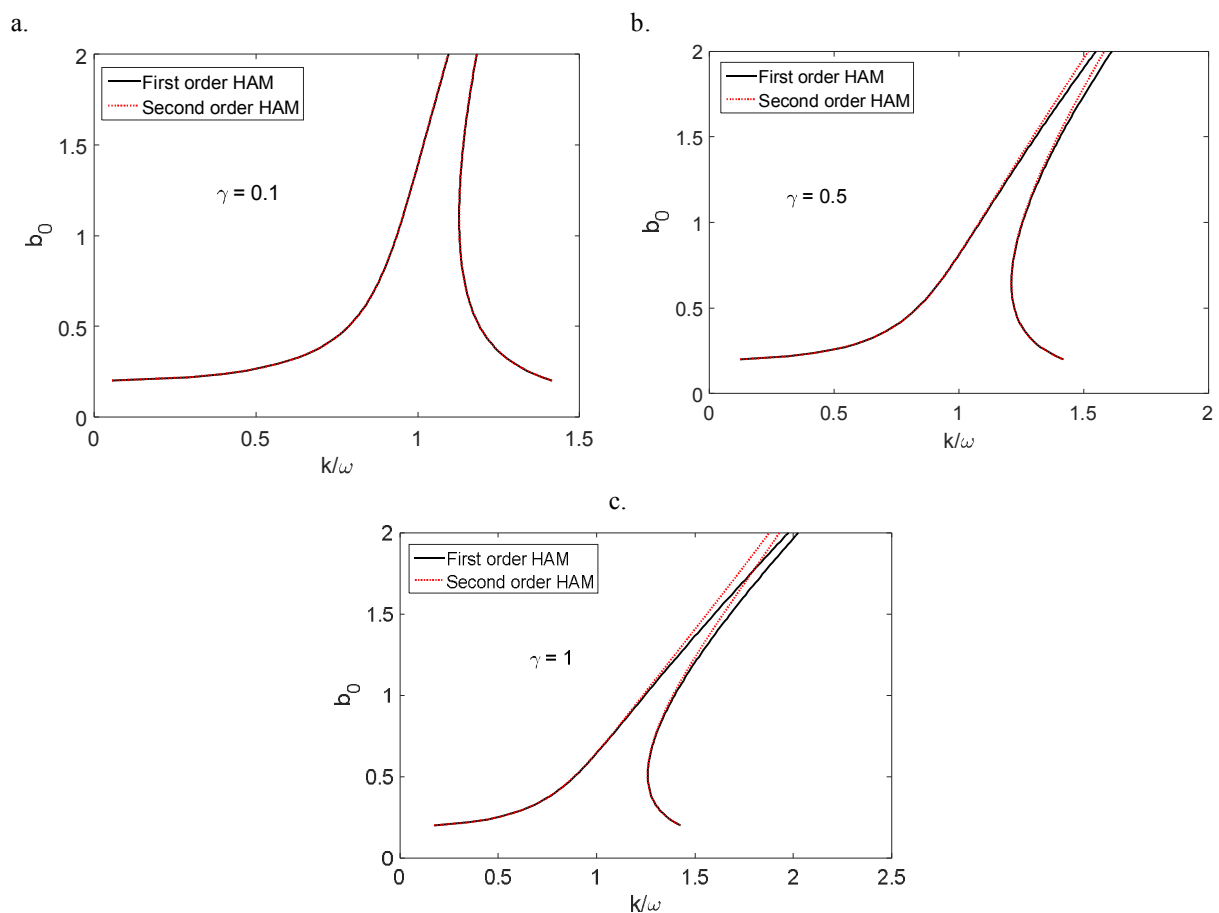 a.
2
1.5
1
0.5
0
b₀
First order HAM
Second order HAM
γ = 0.1
0 0.5 1 1.5
k/ω
b.
2
1.5
1
0.5
0
b₀
First order HAM
Second order HAM
γ = 0.5
0 0.5 1 1.5 2
k/ω
c.
2
1.5
1
0.5
0
b₀
First order HAM
Second order HAM
γ = 1
0 0.5 1 1.5 2 2.5
k/ω